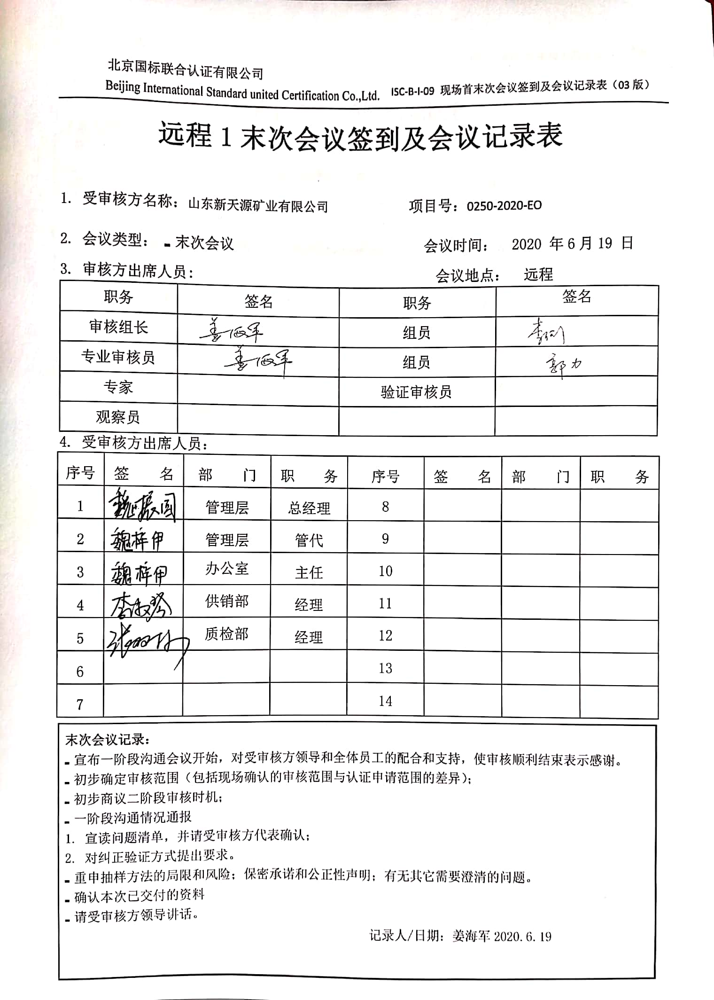 北京国标联合认证有限公司
Beijing International Standard united Certification Co.,Ltd. ISC-B-I-09 现场首末次会议签到及会议记录表（03 版）
远程 1 末次会议签到及会议记录表
1. 受审核方名称：山东新天源矿业有限公司 项目号：0250-2020-EO
2. 会议类型： 末次会议 会议时间： 2020 年 6 月 19 日
3. 审核方出席人员： 会议地点： 远程
职务 签名 职务 签名
审核组长 姜海军 组员
专业审核员 姜海军 组员 郭力
专家 验证审核员
观察员
4. 受审核方出席人员：
序号 签 名 部 门 职 务 序号 签 名 部 门 职 务
1 魏振国 管理层 总经理 8
2 魏梓伊 管理层 管代 9
3 魏梓伊 办公室 主任 10
4 李淑琴 供销部 经理 11
5 质检部 经理 12
6 13
7 14
末次会议记录：
宣布一阶段沟通会议开始，对受审核方领导和全体员工的配合和支持，使审核顺利结束表示感谢。
初步确定审核范围（包括现场确认的审核范围与认证申请范围的差异）；
初步商议二阶段审核时机；
一阶段沟通情况通报
1. 宣读问题清单，并请受审核方代表确认；
2. 对纠正验证方式提出要求。
重申抽样方法的局限和风险；保密承诺和公正性声明；有无其它需要澄清的问题。
确认本次已交付的资料
请受审核方领导讲话。
记录人/日期：姜海军 2020.6.19